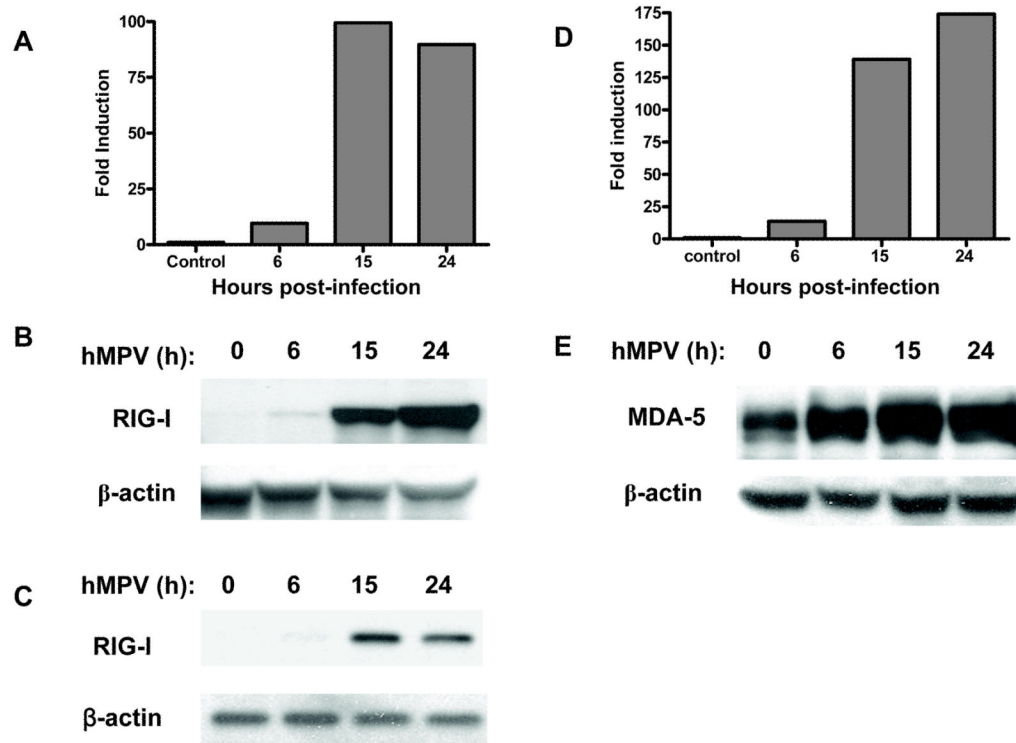 A
Fold Induction
100
75
50
25
0
Control 6 15 24
Hours post-infection
B
hMPV (h): 0 6 15 24
RIG-I
β-actin
C
hMPV (h): 0 6 15 24
RIG-I
β-actin
D
Fold induction
175
150
125
100
75
50
25
0
control 6 15 24
Hours post-infection
E
hMPV (h): 0 6 15 24
MDA-5
β-actin